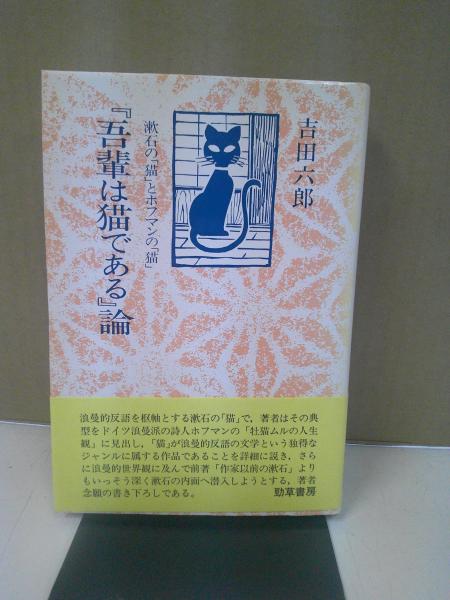 『吾輩は猫である』論
漱石の「猫」とホフマンの「猫」
吉田六郎
浪曼的反語を枢軸とする漱石の「猫」で，著者はその典
型をドイツ浪曼派の詩人ホフマンの「牡猫ムルの人生
観」に見出し，「猫」が浪曼的反語の文学という独得な
ジャンルに属する作品であることを詳細に説き，さら
に浪曼的世界観に及んで前著「作家以前の漱石」より
もいっそう深く漱石の内面へ潜入しようとする，著者
念願の書き下ろしである。
勁草書房